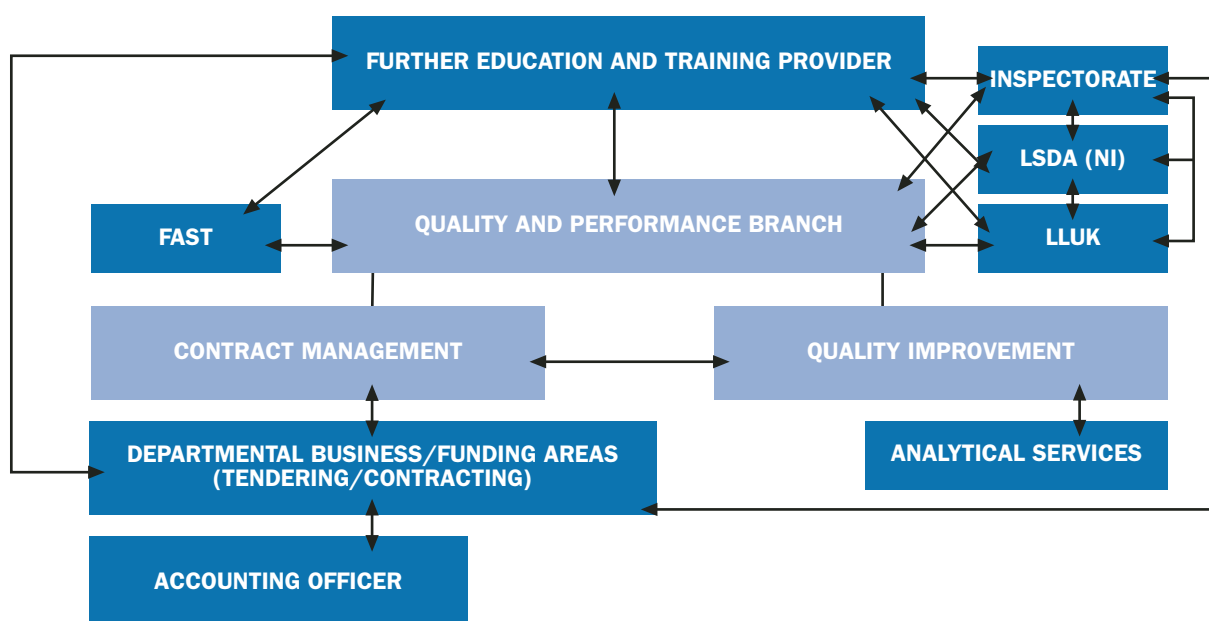 FURTHER EDUCATION AND TRAINING PROVIDER
INSPECTORATE
LSDA (NI)
FAST
QUALITY AND PERFORMANCE BRANCH
LLUK
CONTRACT MANAGEMENT
QUALITY IMPROVEMENT
DEPARTMENTAL BUSINESS/FUNDING AREAS
(TENDERING/CONTRACTING)
ANALYTICAL SERVICES
ACCOUNTING OFFICER